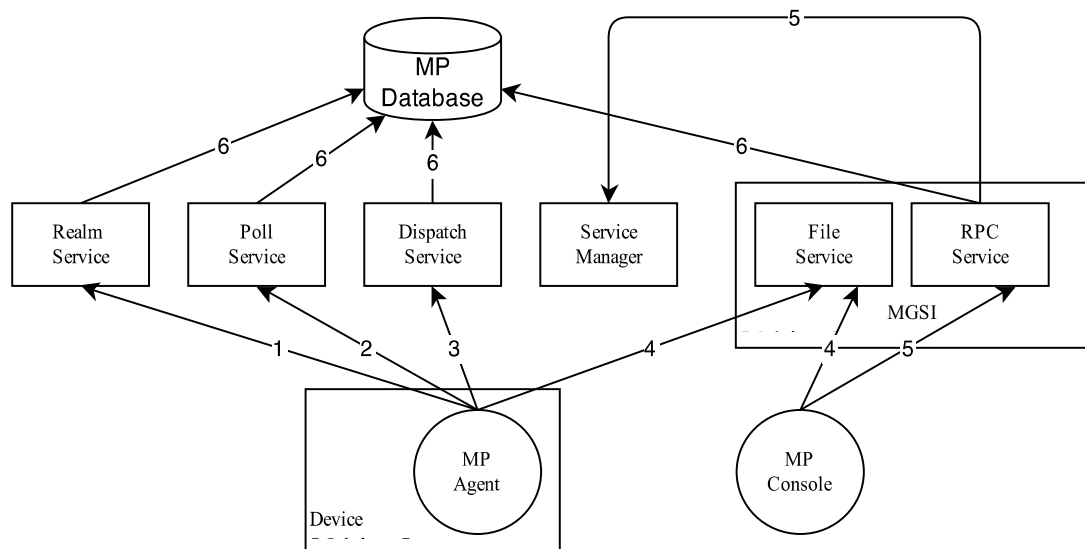 5
MP
Database
6
6
6
6
Realm
Service
Poll
Service
Dispatch
Service
Service
Manager
File
Service
RPC
Service
MGSI
1
2
3
4
4
5
MP
Agent
MP
Console
Device